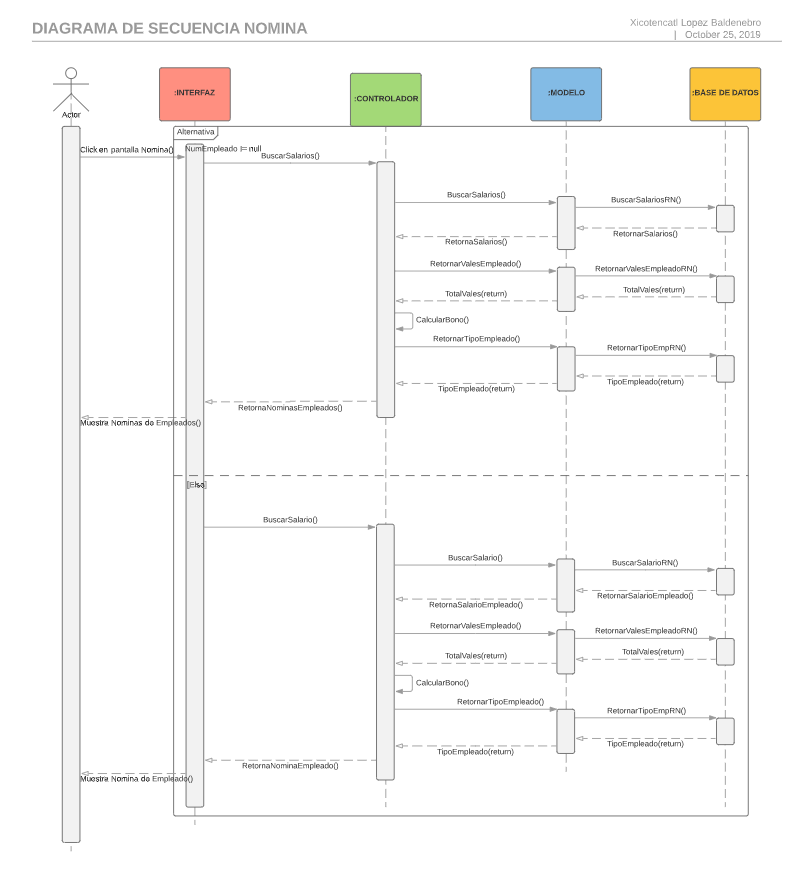 DIAGRAMA DE SECUENCIA NOMINA
Xicotencatl Lopez Baldenebro
| October 25, 2019
Actor
:INTERFAZ
:CONTROLADOR
:MODELO
:BASE DE DATOS
Alternativa
Click en pantalla Nomina()
NumEmpleado != null
BuscarSalarios()
BuscarSalarios()
BuscarSalariosRN()
RetornarSalarios()
RetornaSalarios()
RetornarValesEmpleado()
RetornarValesEmpleadoRN()
TotalVales(return)
TotalVales(return)
CalcularBono()
RetornarTipoEmpleado()
RetornarTipoEmpRN()
TipoEmpleado(return)
TipoEmpleado(return)
RetornaNominasEmpleados()
Muestra Nominas de Empleados()
[Else]
BuscarSalario()
BuscarSalario()
BuscarSalarioRN()
RetornarSalarioEmpleado()
RetornaSalarioEmpleado()
RetornarValesEmpleado()
RetornarValesEmpleadoRN()
TotalVales(return)
TotalVales(return)
CalcularBono()
RetornarTipoEmpleado()
RetornarTipoEmpRN()
TipoEmpleado(return)
TipoEmpleado(return)
RetornaNominaEmpleado()
Muestra Nomina de Empleado()